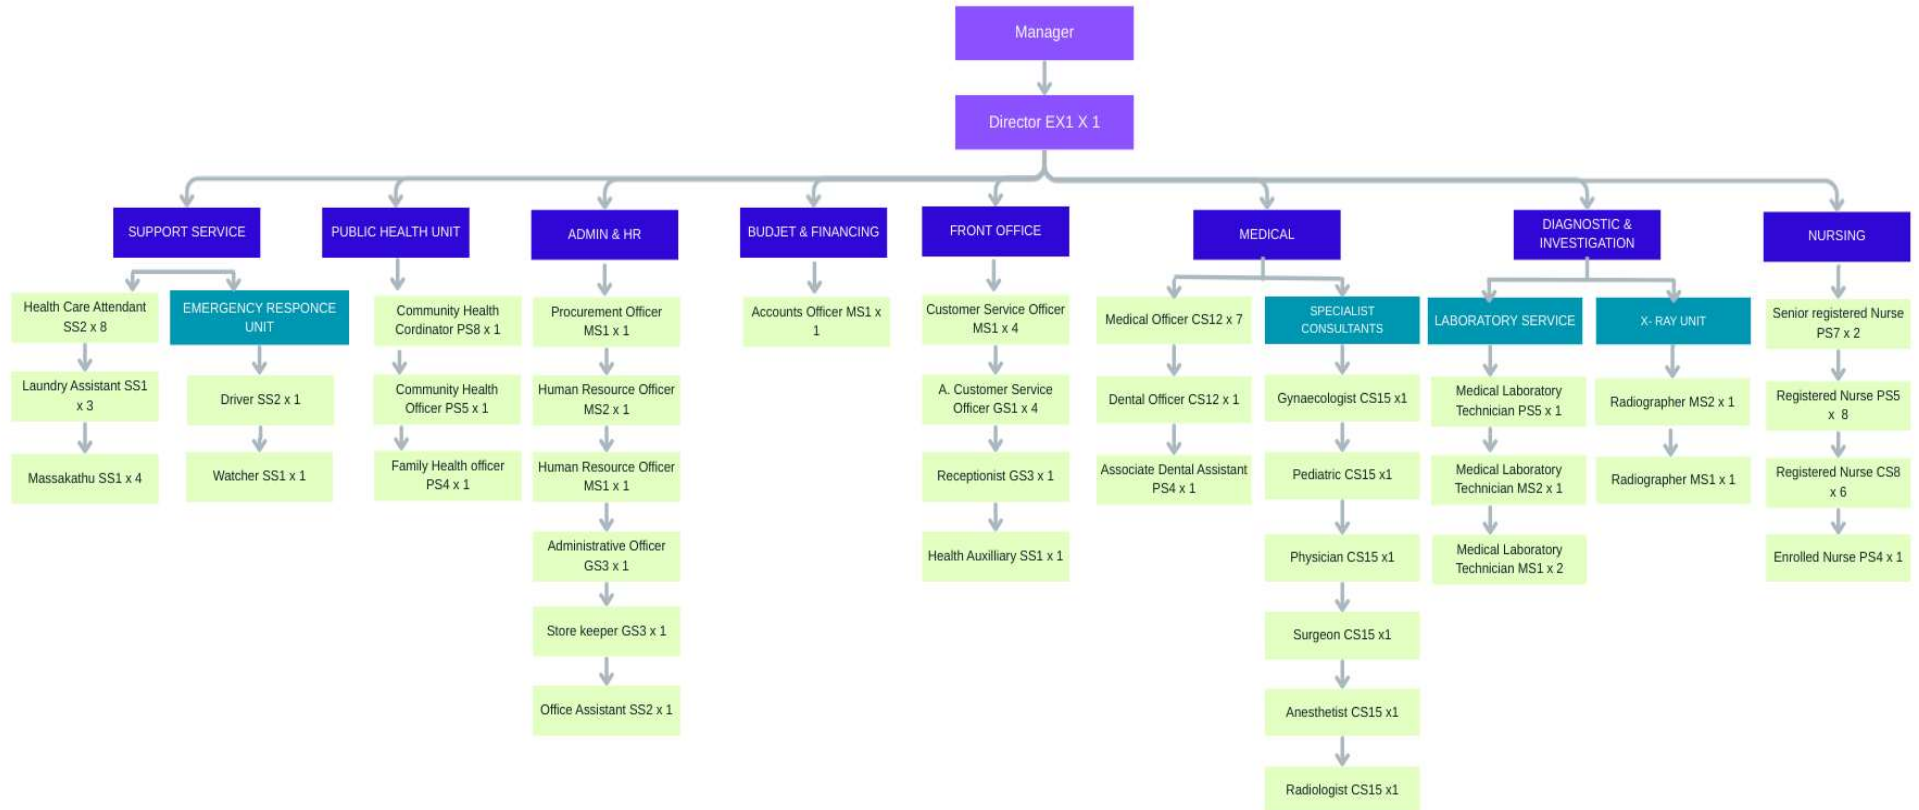 Manager
Director EX1 X 1
SUPPORT SERVICE
Health Care Attendant
SS2 x 8
Laundry Assistant SS1
x 3
Massakathu SS1 x 4
EMERGENCY RESPONCE
UNIT
Driver SS2 x 1
Watcher SS1 x 1
PUBLIC HEALTH UNIT
Community Health
Cordinator PS8 x 1
Community Health
Officer PS5 x 1
Family Health officer
PS4 x 1
ADMIN & HR
Procurement Officer
MS1 x 1
Human Resource Officer
MS2 x 1
Human Resource Officer
MS1 x 1
Administrative Officer
GS3 x 1
Store keeper GS3 x 1
Office Assistant SS2 x 1
BUDJET & FINANCING
Accounts Officer MS1 x
1
FRONT OFFICE
Customer Service Officer
MS1 x 4
A. Customer Service
Officer GS1 x 4
Receptionist GS3 x 1
Health Auxilliary SS1 x 1
MEDICAL
Medical Officer CS12 x 7
Dental Officer CS12 x 1
Associate Dental Assistant
PS4 x 1
SPECIALIST
CONSULTANTS
Gynaecologist CS15 x1
Pediatric CS15 x1
Physician CS15 x1
Surgeon CS15 x1
Anesthetist CS15 x1
Radiologist CS15 x1
DIAGNOSTIC &
INVESTIGATION
LABORATORY SERVICE
Medical Laboratory
Technician PS5 x 1
Medical Laboratory
Technician MS2 x 1
Medical Laboratory
Technician MS1 x 2
X- RAY UNIT
Radiographer MS2 x 1
Radiographer MS1 x 1
NURSING
Senior registered Nurse
PS7 x 2
Registered Nurse PS5
x  8
Registered Nurse CS8
x 6
Enrolled Nurse PS4 x 1